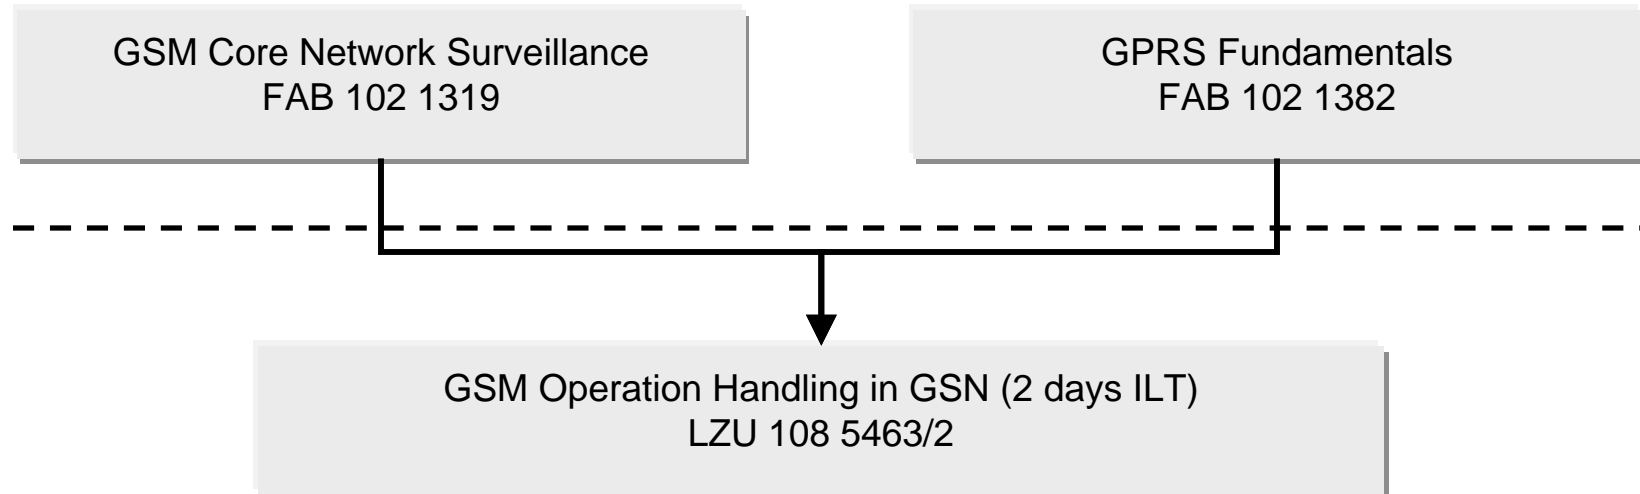 GSM Core Network Surveillance
FAB 102 1319
GPRS Fundamentals
FAB 102 1382
GSM Operation Handling in GSN (2 days ILT)
LZU 108 5463/2